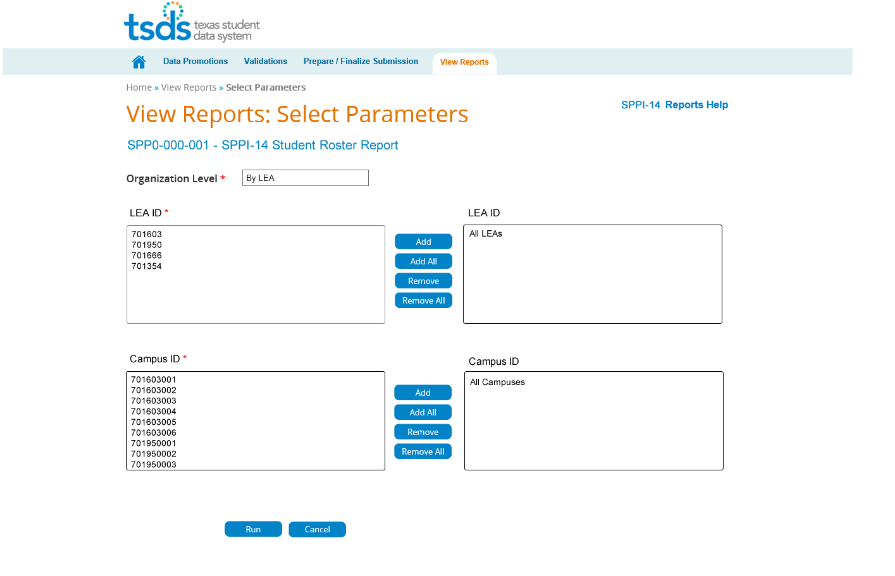 tsds texas student
data system
Data Promotions Validations Prepare / Finalize Submission View Reports
Home » View Reports » Select Parameters
View Reports: Select Parameters
SPPI-14 Reports Help
SPP0-000-001 - SPPI-14 Student Roster Report
Organization Level * By LEA
LEA ID *
701603
701950
701666
701354
Add
Add All
Remove
Remove All
LEA ID
All LEAs
Campus ID *
701603001
701603002
701603003
701603004
701603005
701603006
701950001
701950002
701950003
Add
Add All
Remove
Remove All
Campus ID
All Campuses
Run Cancel